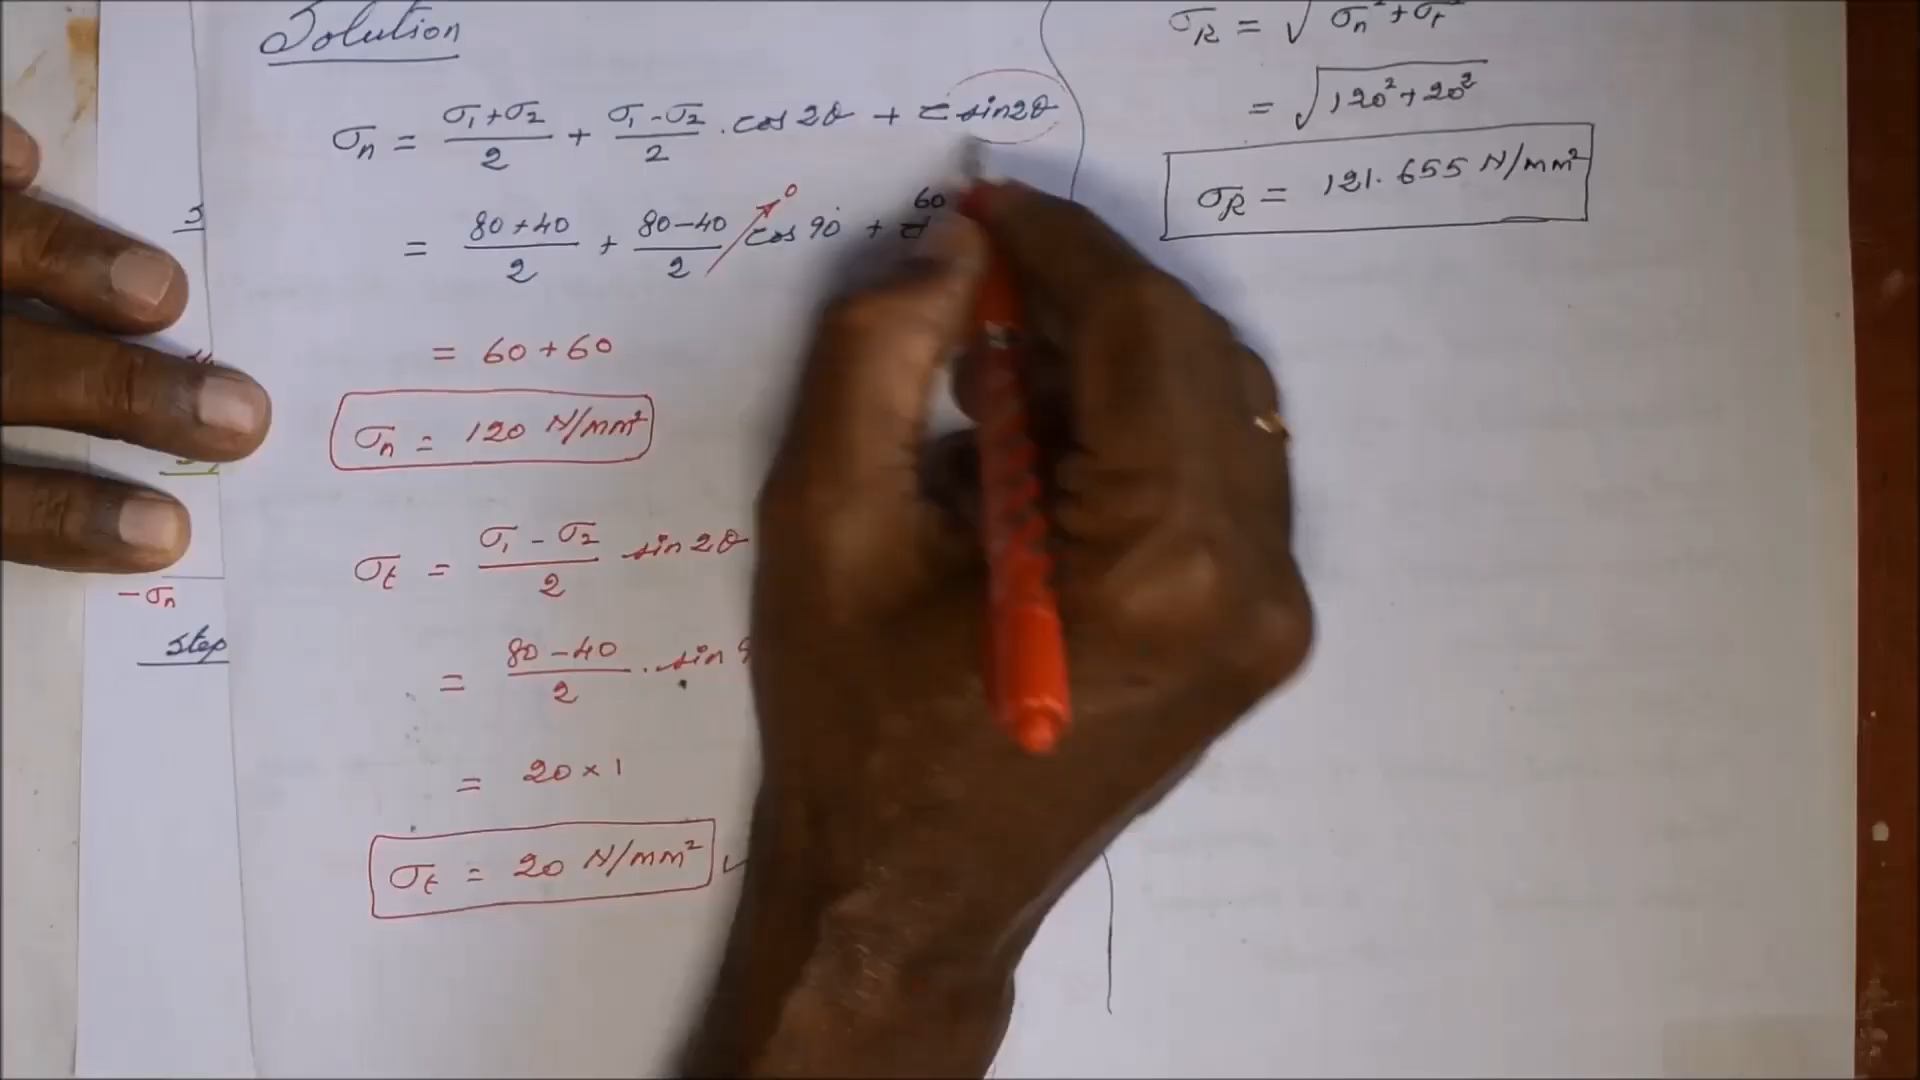 Solution
σn = σ1+σ2/2 + σ1-σ2/2 . cos 2θ + τ sin2θ
= 80+40/2 + 80-40/2 cos 90° + τ 60
0
= 60+60
σn = 120 N/mm²
σt = σ1 - σ2/2 sin 2θ
= 80-40/2 . sin 9
= 20 × 1
σt = 20 N/mm²
-σn
Step
σR = √σn²+σt²
= √120²+20²
σR = 121.655 N/mm²